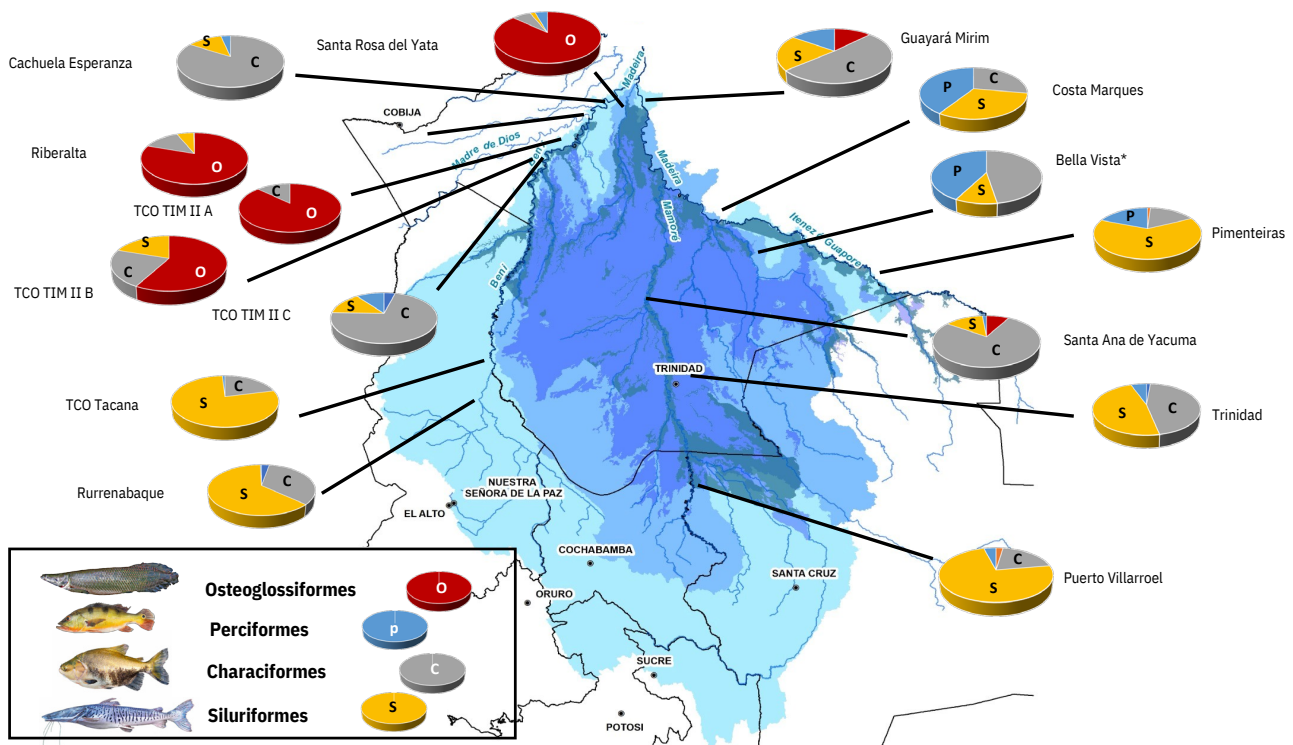 Santa Rosa del Yata
O
Guayará Mirim
S
C
Cachuela Esperanza
S
C
Costa Marques
P
C
S
Madeira
COBIJA
Madre de Dios
Beni
Riberalta
O
Bella Vista*
P
S
TCO TIM II A
C
O
Madeira
Mamoré
Itenez ó Guapore
Pimenteiras
P
S
TCO TIM II B
S
C
O
TCO TIM II C
S
C
Beni
Santa Ana de Yacuma
S
C
TRINIDAD
TCO Tacana
C
S
Trinidad
S
C
Rurrenabaque
C
S
NUESTRA
SEÑORA DE LA PAZ
EL ALTO
COCHABAMBA
SANTA CRUZ
Puerto Villarroel
C
S
ORURO
SUCRE
POTOSI
Osteoglossiformes
O
Perciformes
p
Characiformes
C
Siluriformes
S